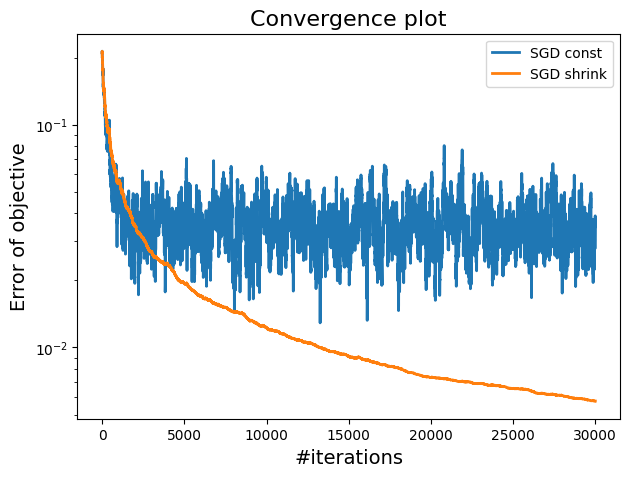 Convergence plot
SGD const
SGD shrink
10⁻¹
10⁻²
Error of objective
0 5000 10000 15000 20000 25000 30000
#iterations